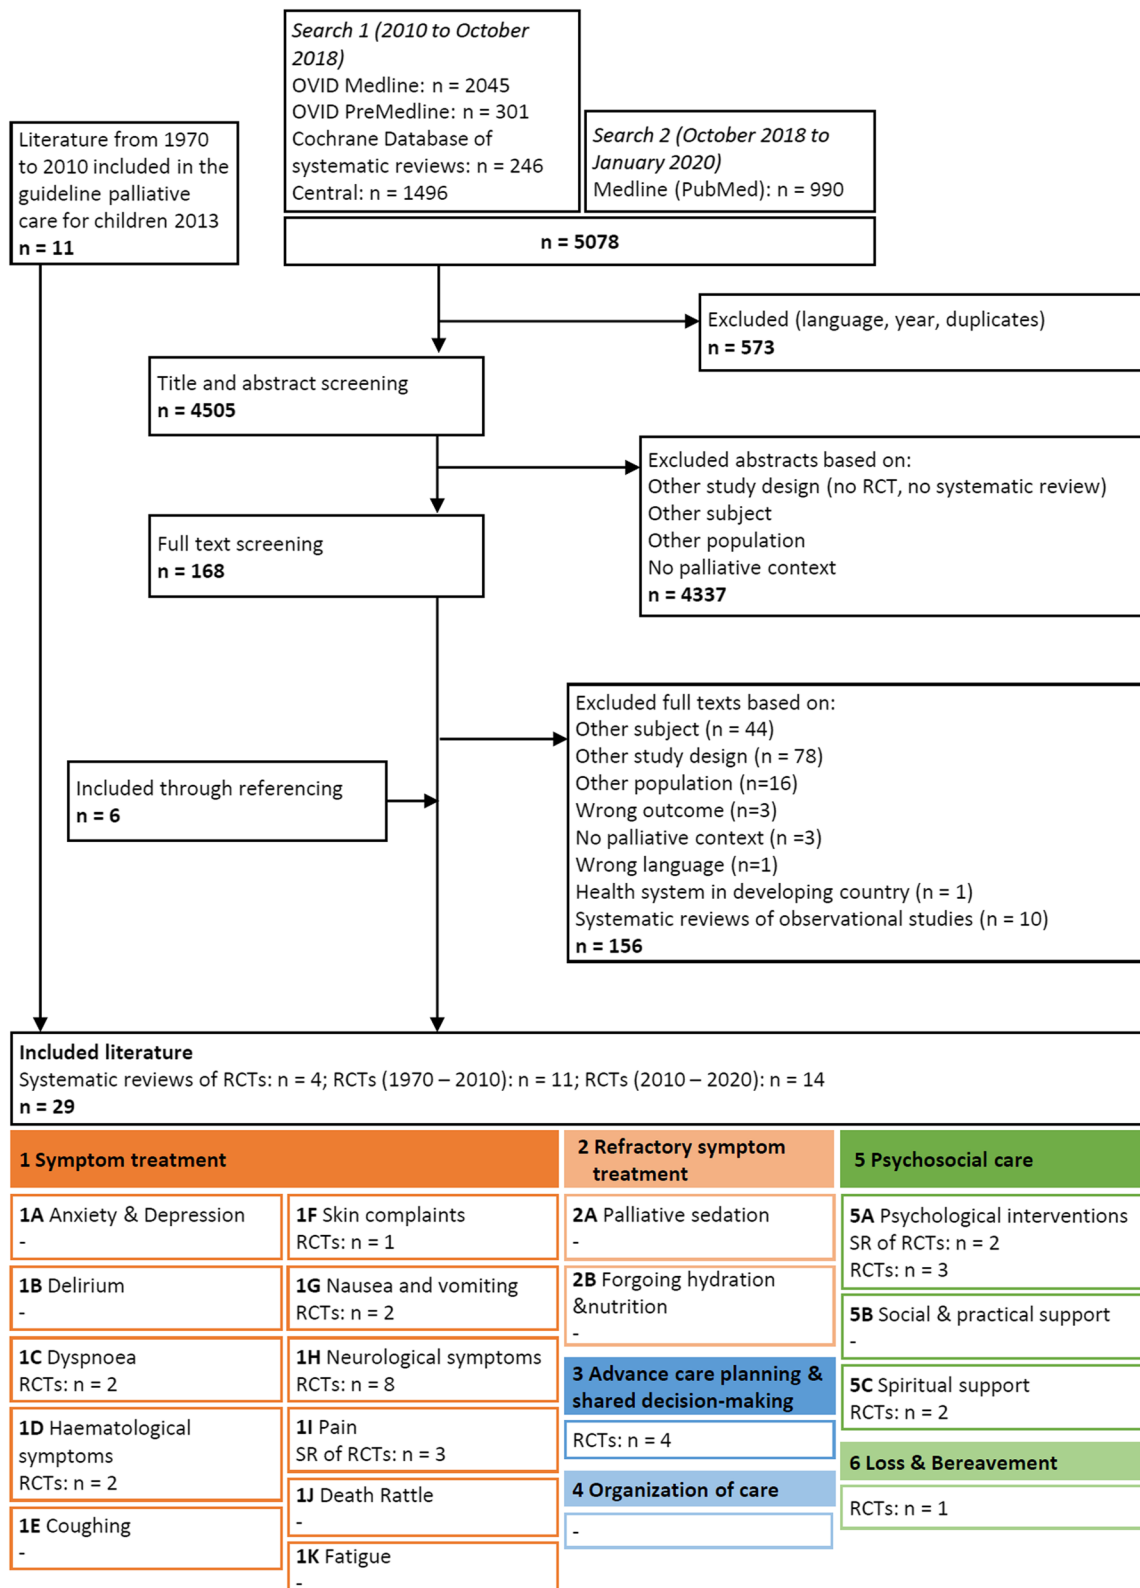 Search 1 (2010 to October
2018)
OVID Medline: n = 2045
OVID PreMedline: n = 301
Cochrane Database of
systematic reviews: n = 246
Central: n = 1496
Search 2 (October 2018 to
January 2020)
Medline (PubMed): n = 990
Literature from 1970
to 2010 included in the
guideline palliative
care for children 2013
n = 11
n = 5078
Excluded (language, year, duplicates)
n = 573
Title and abstract screening
n = 4505
Excluded abstracts based on:
Other study design (no RCT, no systematic review)
Other subject
Other population
No palliative context
n = 4337
Full text screening
n = 168
Excluded full texts based on:
Other subject (n = 44)
Other study design (n = 78)
Other population (n=16)
Wrong outcome (n=3)
No palliative context (n =3)
Wrong language (n=1)
Health system in developing country (n = 1)
Systematic reviews of observational studies (n = 10)
n = 156
Included through referencing
n = 6
Included literature
Systematic reviews of RCTs: n = 4; RCTs (1970 – 2010): n = 11; RCTs (2010 – 2020): n = 14
n = 29
1 Symptom treatment
1A Anxiety & Depression
-
1B Delirium
-
1C Dyspnoea
RCTs: n = 2
1D Haematological
symptoms
RCTs: n = 2
1E Coughing
-
1F Skin complaints
RCTs: n = 1
1G Nausea and vomiting
RCTs: n = 2
1H Neurological symptoms
RCTs: n = 8
1I Pain
SR of RCTs: n = 3
1J Death Rattle
-
1K Fatigue
-
2 Refractory symptom
treatment
2A Palliative sedation
-
2B Forgoing hydration
&nutrition
-
3 Advance care planning &
shared decision-making
RCTs: n = 4
4 Organization of care
-
5 Psychosocial care
5A Psychological interventions
SR of RCTs: n = 2
RCTs: n = 3
5B Social & practical support
-
5C Spiritual support
RCTs: n = 2
6 Loss & Bereavement
RCTs: n = 1